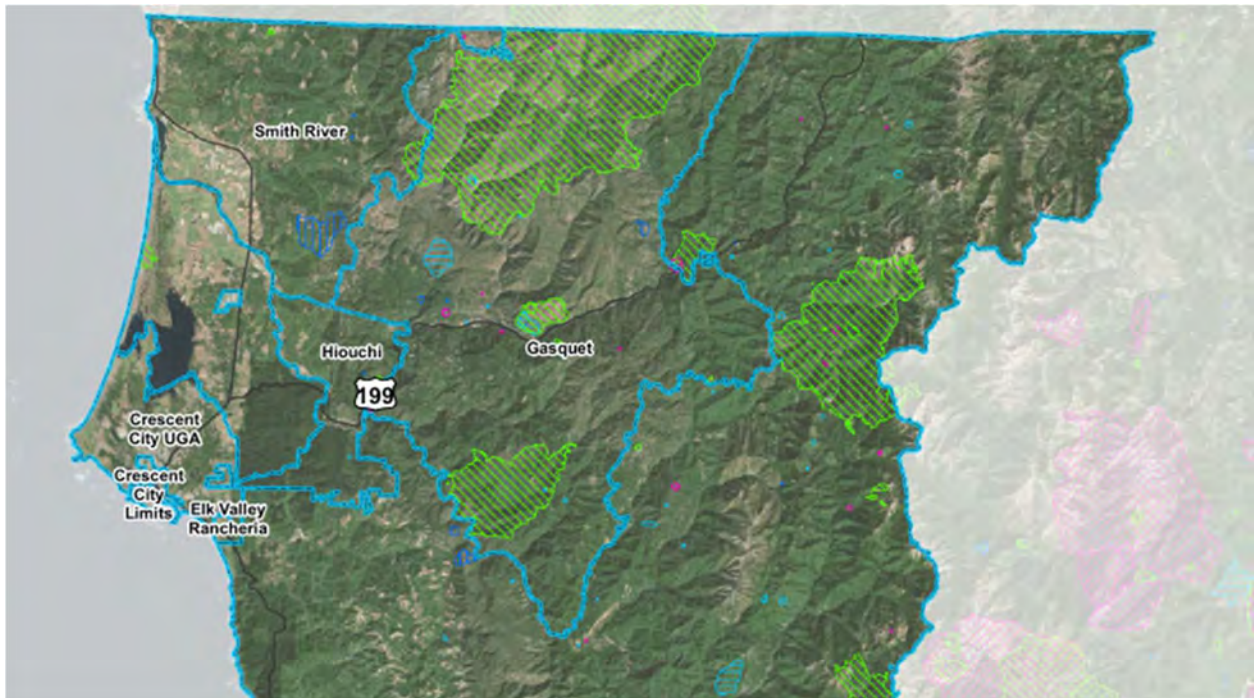 Smith River
Hiouchi
Gasquet
199
Crescent
City UGA
Crescent
City
Limits
Elk Valley
Rancheria